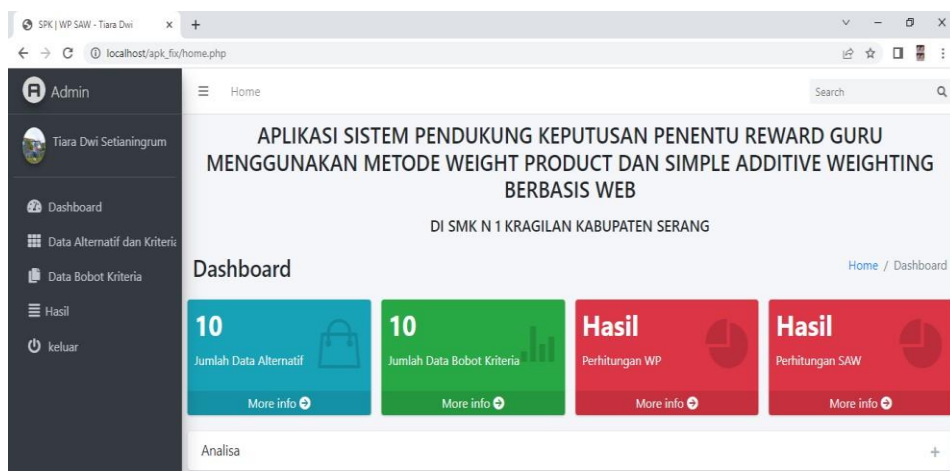 SPK | WP SAW - Tiara Dwi
localhost/apk_fix/home.php
Admin
Tiara Dwi Setianingrum
Dashboard
Data Alternatif dan Kriteria
Data Bobot Kriteria
Hasil
keluar
Home
Search
APLIKASI SISTEM PENDUKUNG KEPUTUSAN PENENTU REWARD GURU
MENGGUNAKAN METODE WEIGHT PRODUCT DAN SIMPLE ADDITIVE WEIGHTING
BERBASIS WEB
DI SMK N 1 KRAGILAN KABUPATEN SERANG
Dashboard
Home / Dashboard
10
Jumlah Data Alternatif
More info
10
Jumlah Data Bobot Kriteria
More info
Hasil
Perhitungan WP
More info
Hasil
Perhitungan SAW
More info
Analisa